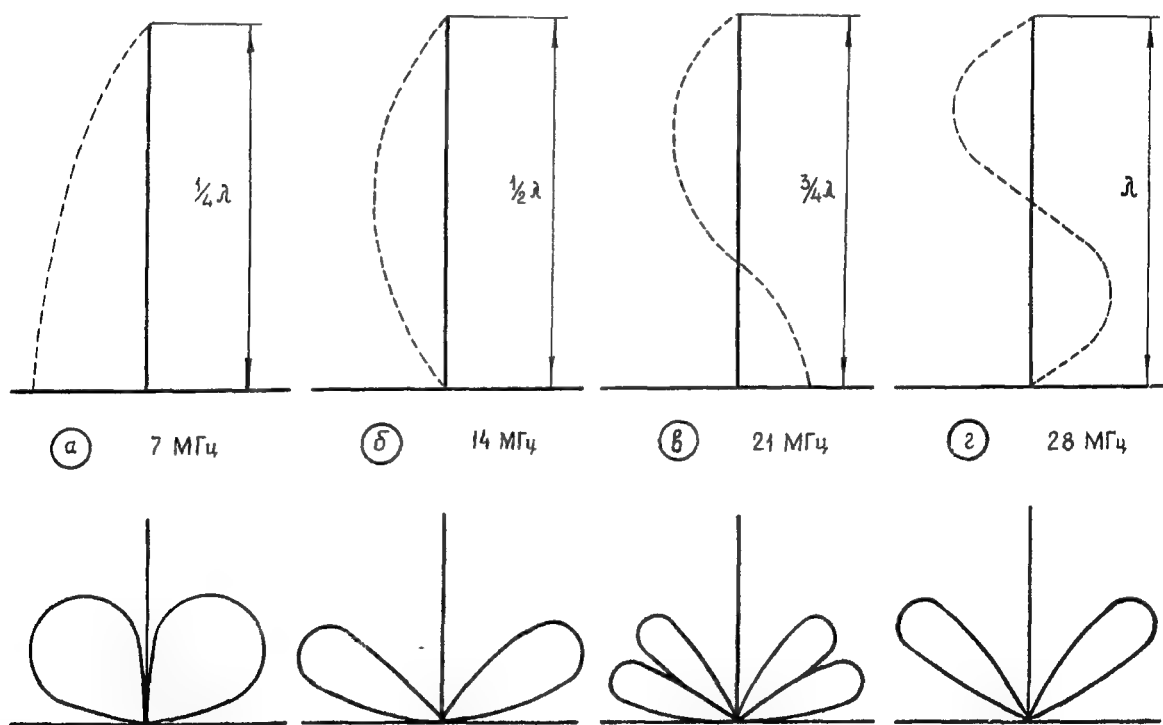 ¼ λ
½ λ
¾ λ
λ
а 7 МГц
б 14 МГц
в 21 МГц
г 28 МГц